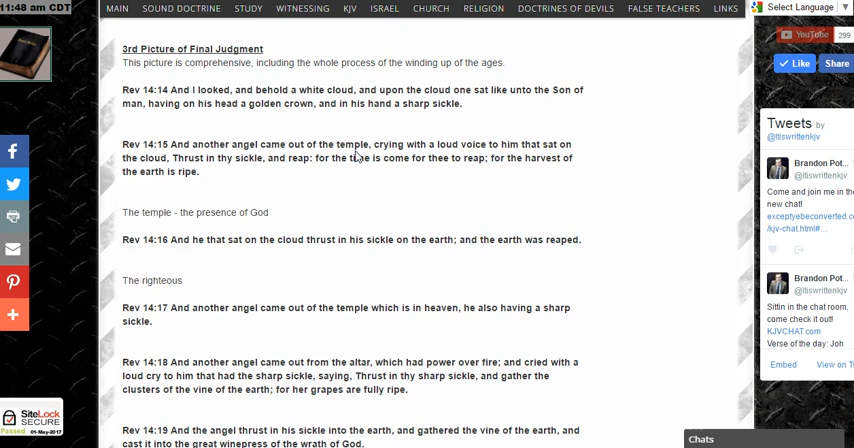 11:48 am CDT
MAIN SOUND DOCTRINE STUDY WITNESSING KJV ISRAEL CHURCH RELIGION DOCTRINES OF DEVILS FALSE TEACHERS LINKS
Select Language
3rd Picture of Final Judgment
This picture is comprehensive, including the whole process of the winding up of the ages.
Rev 14:14 And I looked, and behold a white cloud, and upon the cloud one sat like unto the Son of
man, having on his head a golden crown, and in his hand a sharp sickle.
Rev 14:15 And another angel came out of the temple, crying with a loud voice to him that sat on
the cloud, Thrust in thy sickle, and reap: for the time is come for thee to reap; for the harvest of
the earth is ripe.
The temple - the presence of God
Rev 14:16 And he that sat on the cloud thrust in his sickle on the earth; and the earth was reaped.
The righteous
Rev 14:17 And another angel came out of the temple which is in heaven, he also having a sharp
sickle.
Rev 14:18 And another angel came out from the altar, which had power over fire; and cried with a
loud cry to him that had the sharp sickle, saying, Thrust in thy sharp sickle, and gather the
clusters of the vine of the earth; for her grapes are fully ripe.
Rev 14:19 And the angel thrust in his sickle into the earth, and gathered the vine of the earth, and
cast it into the great winepress of the wrath of God.
YouTube 299
Like Share
Tweets by
@Itiswrittenkjv
Brandon Pot...
@Itiswrittenkjv
Come and join me in the
new chat!
exceptyebeconverted.c
/kjv-chat.html#...
Brandon Pot...
@Itiswrittenkjv
Sittin in the chat room,
come check it out!
KJVCHAT.com
Verse of the day: Joh
Embed View on T
Chats
SiteLock
SECURE
Passed 01-May-2017